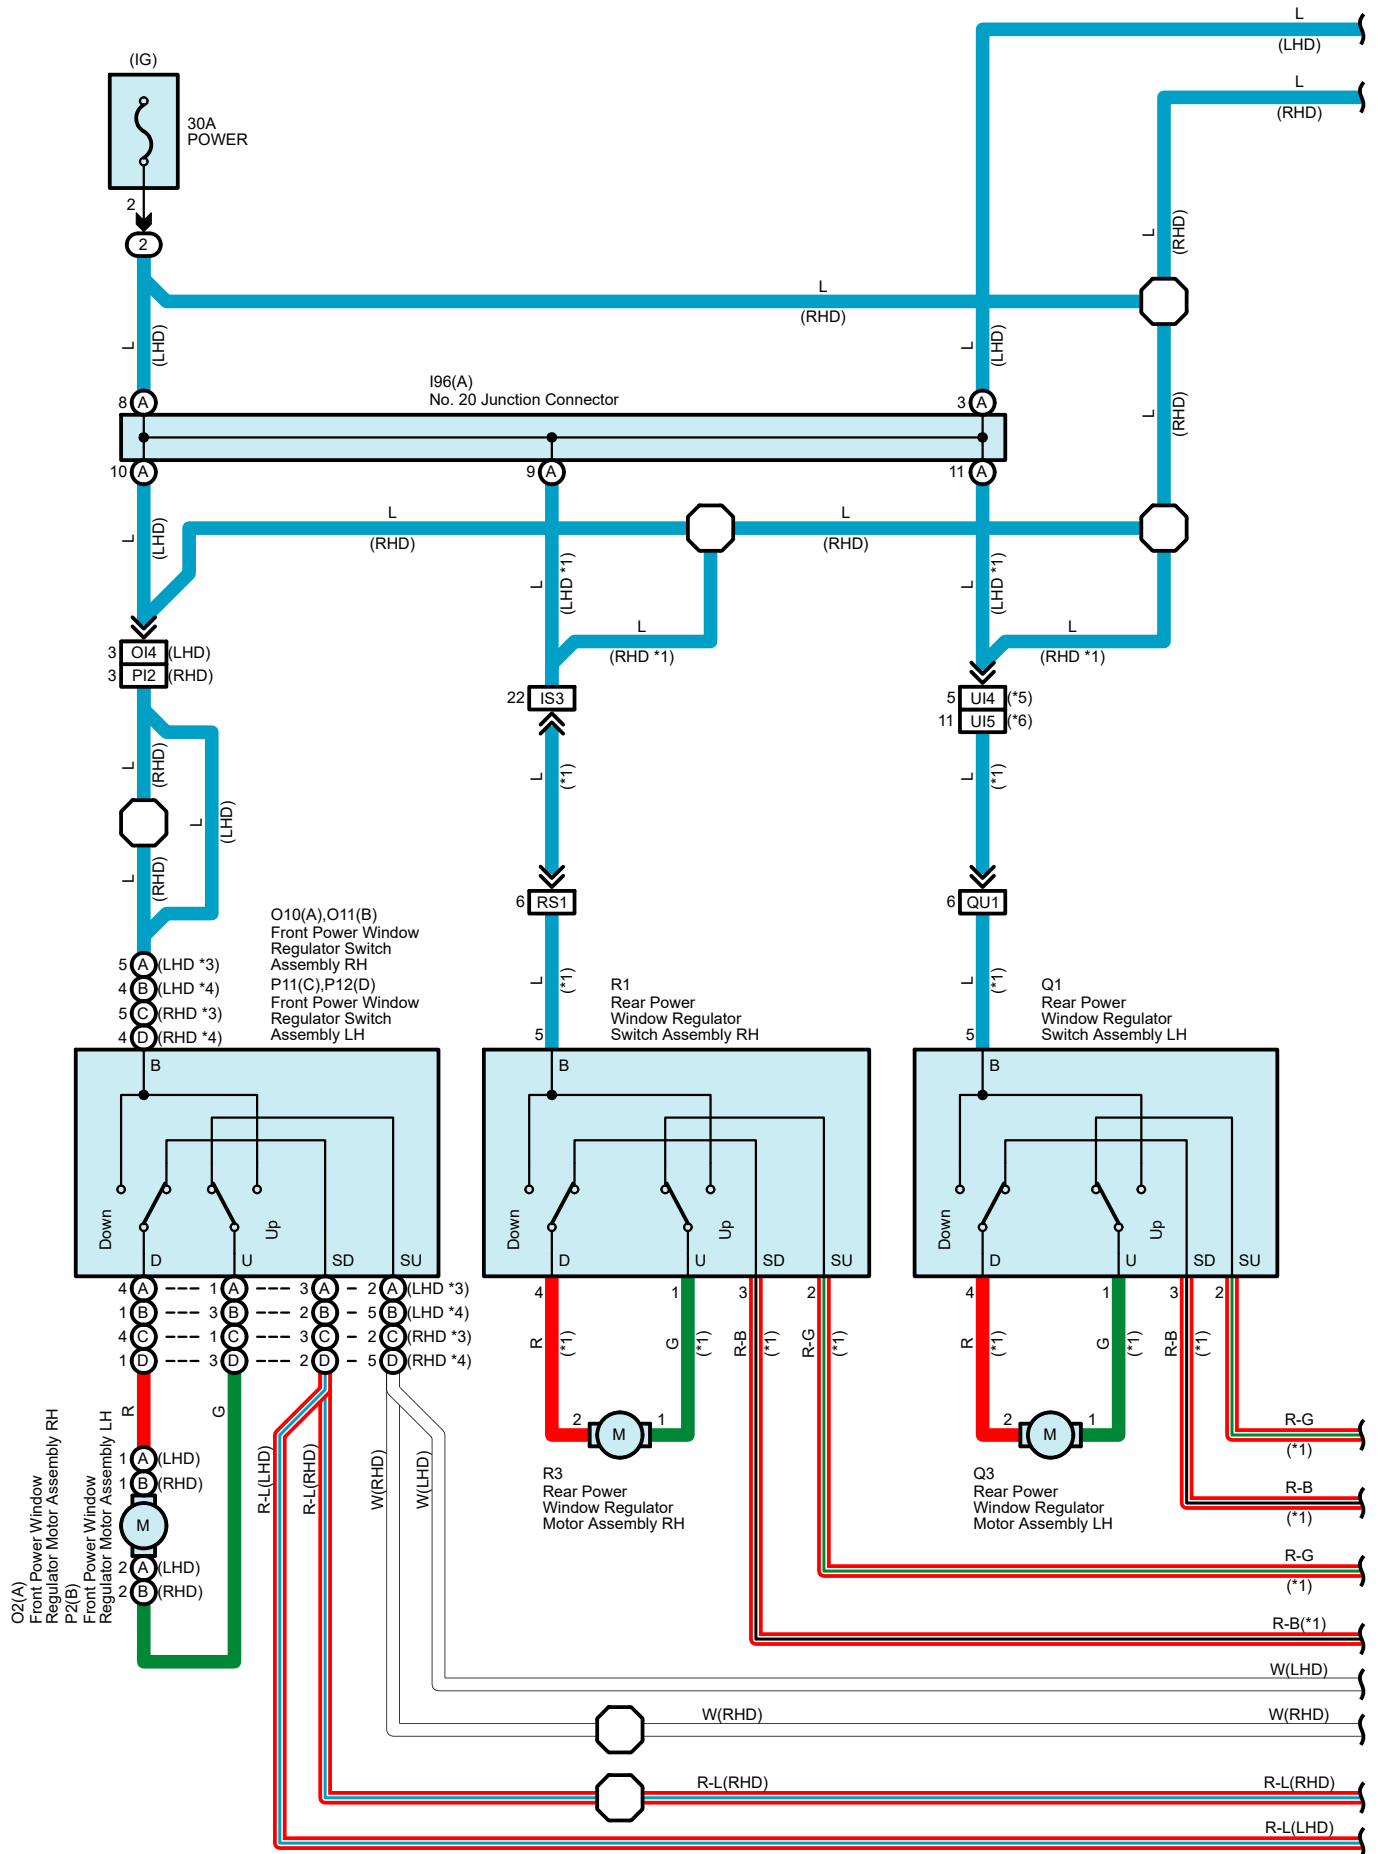 L
(LHD)
(IG)
L
(RHD)
30A
POWER
2
2
L
(RHD)
L
(RHD)
L
(LHD)
L
(LHD)
I96(A)
No. 20 Junction Connector
L
(RHD)
8 A
3 A
10 A
9 A
11 A
L
(LHD)
L
(RHD)
L
(RHD)
L
(LHD *1)
L
(LHD *1)
L
(RHD *1)
L
(RHD *1)
3 OI4 (LHD)
3 PI2 (RHD)
22 IS3
5 UI4 (*5)
11 UI5 (*6)
L
(RHD)
L
(*1)
L
(*1)
L
(LHD)
L
(RHD)
6 RS1
6 QU1
O10(A),O11(B)
Front Power Window
Regulator Switch
Assembly RH
P11(C),P12(D)
Front Power Window
Regulator Switch
Assembly LH
5 A (LHD *3)
4 B (LHD *4)
5 C (RHD *3)
4 D (RHD *4)
L
(*1)
R1
Rear Power
Window Regulator
Switch Assembly RH
5
L
(*1)
Q1
Rear Power
Window Regulator
Switch Assembly LH
5
B
B
B
Down
Up
Down
Up
Down
Up
D
U
SD
SU
D
U
SD
SU
D
U
SD
SU
4 A 1 A 3 A 2 A (LHD *3)
1 B 3 B 2 B 5 B (LHD *4)
4 C 1 C 3 C 2 C (RHD *3)
1 D 3 D 2 D 5 D (RHD *4)
4
1
3
2
4
1
3
2
R
(*1)
G
(*1)
R-B
(*1)
R-G
(*1)
R
(*1)
G
(*1)
R-B
(*1)
R
G
2
M
1
2
M
1
R-G
(*1)
1 A (LHD)
1 B (RHD)
M
2 A (LHD)
2 B (RHD)
O2(A)
Front Power Window
Regulator Motor Assembly RH
P2(B)
Front Power Window
Regulator Motor Assembly LH
R-L(LHD)
R-L(RHD)
W(RHD)
W(LHD)
R3
Rear Power
Window Regulator
Motor Assembly RH
Q3
Rear Power
Window Regulator
Motor Assembly LH
R-B
(*1)
R-G
(*1)
R-B(*1)
W(LHD)
W(RHD)
W(RHD)
R-L(RHD)
R-L(RHD)
R-L(LHD)